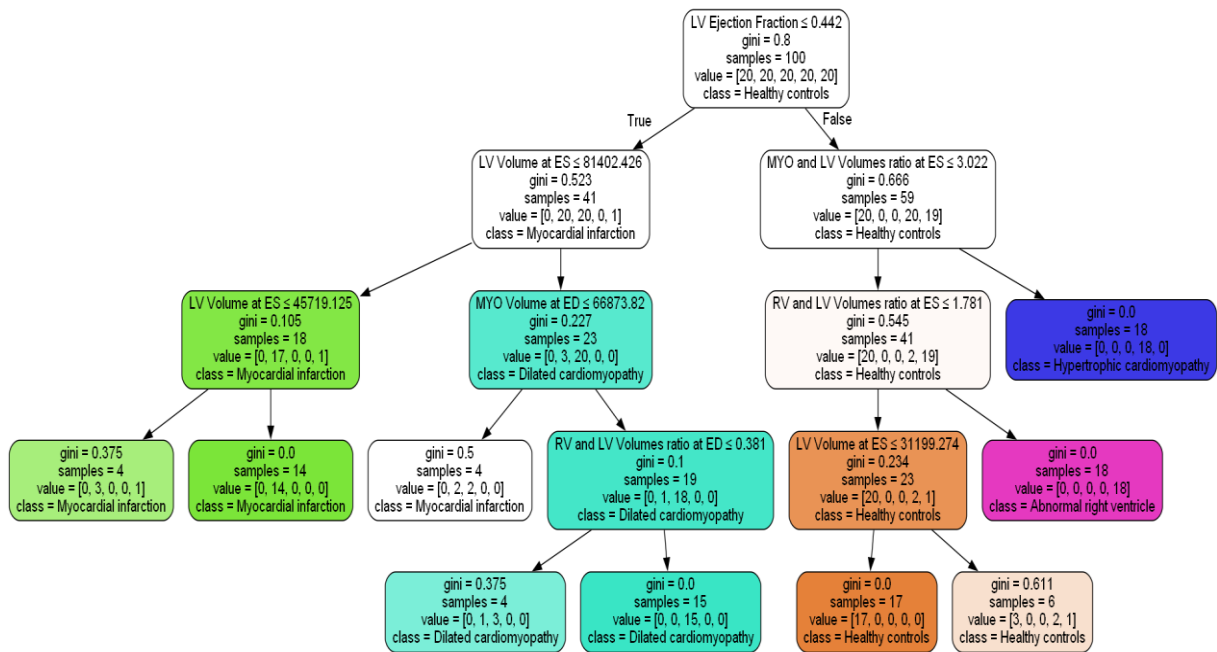 LV Ejection Fraction ≤ 0.442
gini = 0.8
samples = 100
value = [20, 20, 20, 20, 20]
class = Healthy controls
True
False
LV Volume at ES ≤ 81402.426
gini = 0.523
samples = 41
value = [0, 20, 20, 0, 1]
class = Myocardial infarction
MYO and LV Volumes ratio at ES ≤ 3.022
gini = 0.666
samples = 59
value = [20, 0, 0, 20, 19]
class = Healthy controls
LV Volume at ES ≤ 45719.125
gini = 0.105
samples = 18
value = [0, 17, 0, 0, 1]
class = Myocardial infarction
MYO Volume at ED ≤ 66873.82
gini = 0.227
samples = 23
value = [0, 3, 20, 0, 0]
class = Dilated cardiomyopathy
RV and LV Volumes ratio at ES ≤ 1.781
gini = 0.545
samples = 41
value = [20, 0, 0, 2, 19]
class = Healthy controls
gini = 0.0
samples = 18
value = [0, 0, 0, 18, 0]
class = Hypertrophic cardiomyopathy
gini = 0.375
samples = 4
value = [0, 3, 0, 0, 1]
class = Myocardial infarction
gini = 0.0
samples = 14
value = [0, 14, 0, 0, 0]
class = Myocardial infarction
gini = 0.5
samples = 4
value = [0, 2, 2, 0, 0]
class = Myocardial infarction
RV and LV Volumes ratio at ED ≤ 0.381
gini = 0.1
samples = 19
value = [0, 1, 18, 0, 0]
class = Dilated cardiomyopathy
LV Volume at ES ≤ 31199.274
gini = 0.234
samples = 23
value = [20, 0, 0, 2, 1]
class = Healthy controls
gini = 0.0
samples = 18
value = [0, 0, 0, 0, 18]
class = Abnormal right ventricle
gini = 0.375
samples = 4
value = [0, 1, 3, 0, 0]
class = Dilated cardiomyopathy
gini = 0.0
samples = 15
value = [0, 0, 15, 0, 0]
class = Dilated cardiomyopathy
gini = 0.0
samples = 17
value = [17, 0, 0, 0, 0]
class = Healthy controls
gini = 0.611
samples = 6
value = [3, 0, 0, 2, 1]
class = Healthy controls